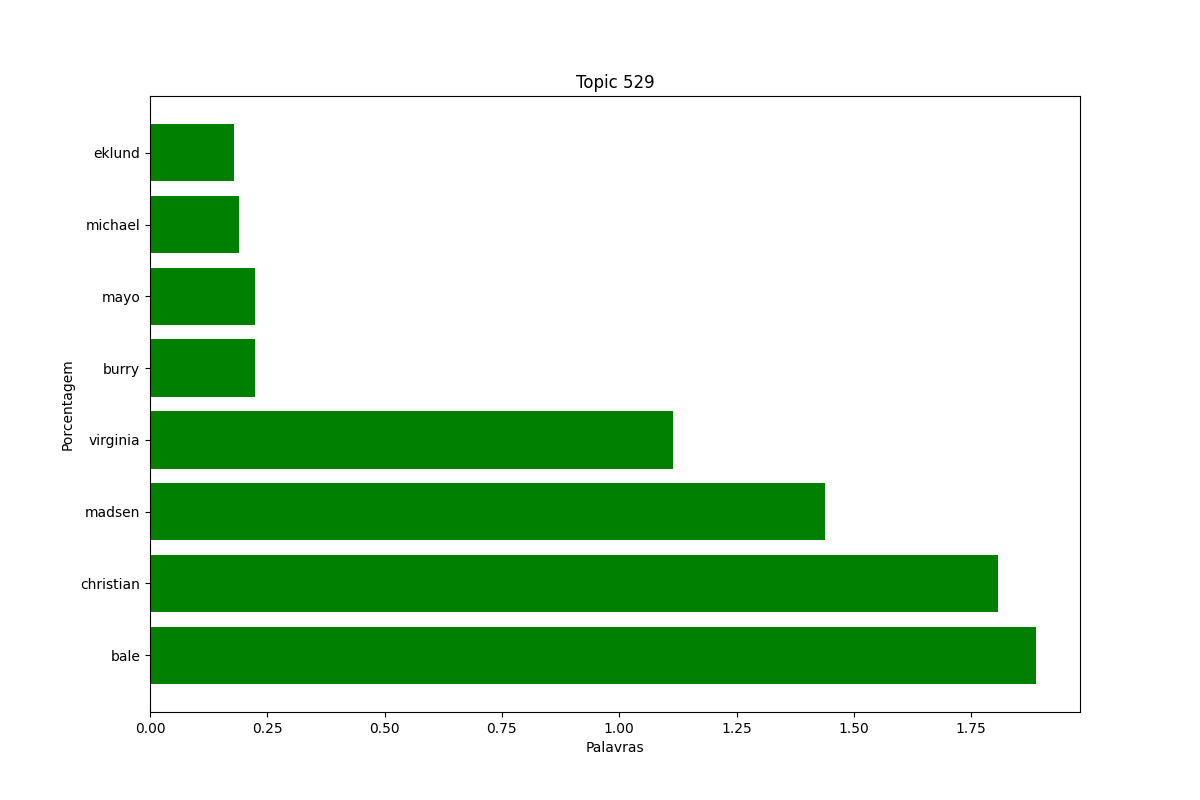 Topic 529
Porcentagem
eklund
michael
mayo
burry
virginia
madsen
christian
bale
0.00 0.25 0.50 0.75 1.00 1.25 1.50 1.75
Palavras